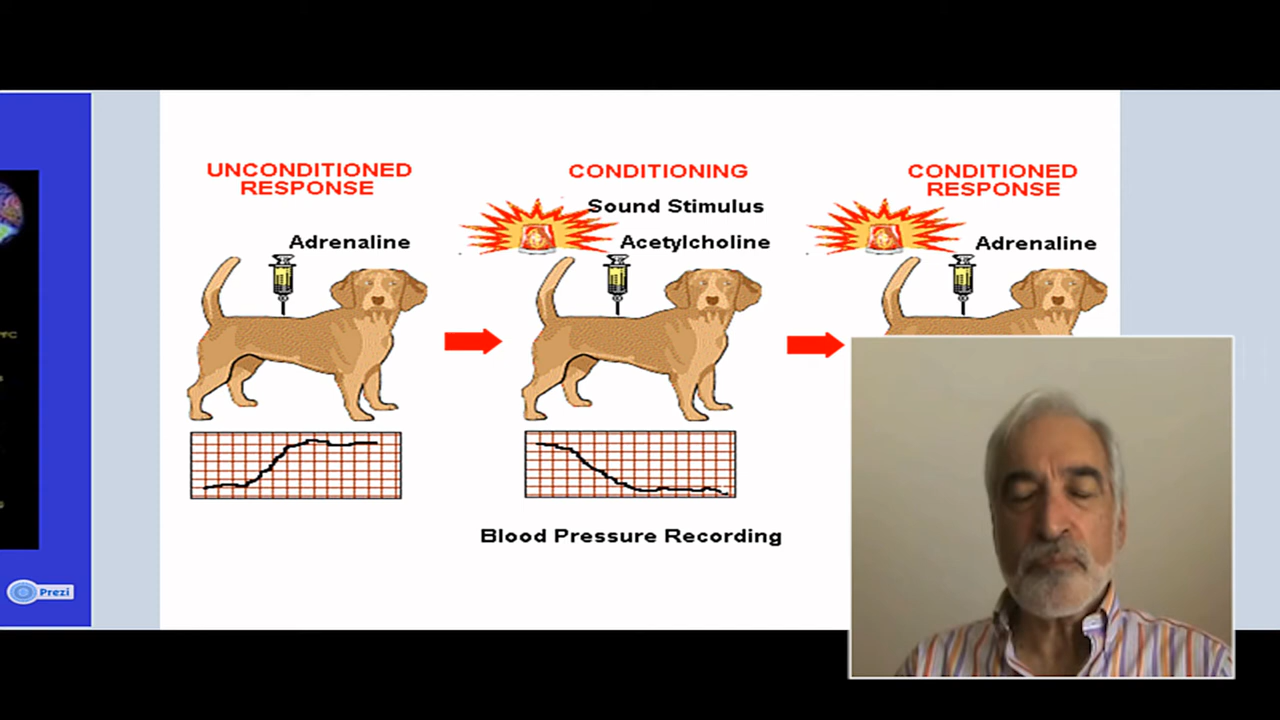 UNCONDITIONED
RESPONSE
Adrenaline
CONDITIONING
Sound Stimulus
Acetylcholine
CONDITIONED
RESPONSE
Adrenaline
Blood Pressure Recording
Prezi